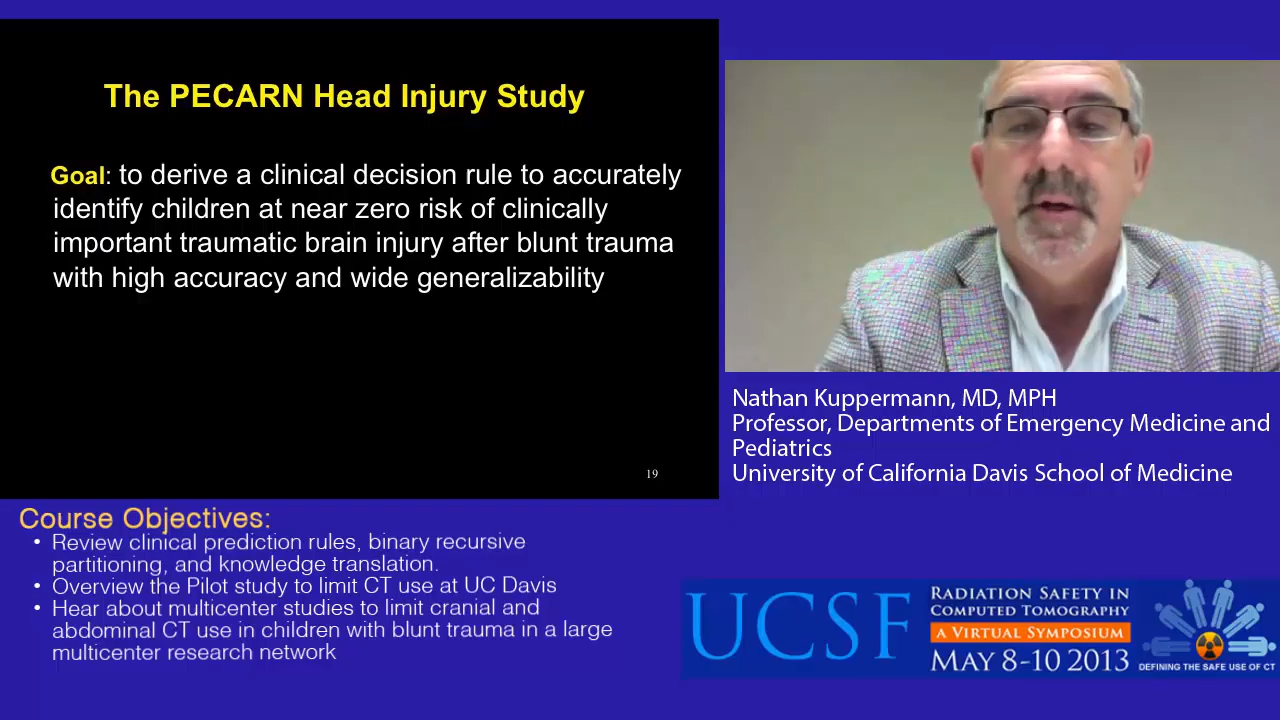 The PECARN Head Injury Study
Goal: to derive a clinical decision rule to accurately
identify children at near zero risk of clinically
important traumatic brain injury after blunt trauma
with high accuracy and wide generalizability
19
Nathan Kuppermann, MD, MPH
Professor, Departments of Emergency Medicine and
Pediatrics
University of California Davis School of Medicine
Course Objectives:
• Review clinical prediction rules, binary recursive
partitioning, and knowledge translation.
• Overview the Pilot study to limit CT use at UC Davis
• Hear about multicenter studies to limit cranial and
abdominal CT use in children with blunt trauma in a large
multicenter research network
UCSF
RADIATION SAFETY IN
COMPUTED TOMOGRAPHY
A VIRTUAL SYMPOSIUM
MAY 8-10 2013
DEFINING THE SAFE USE OF CT